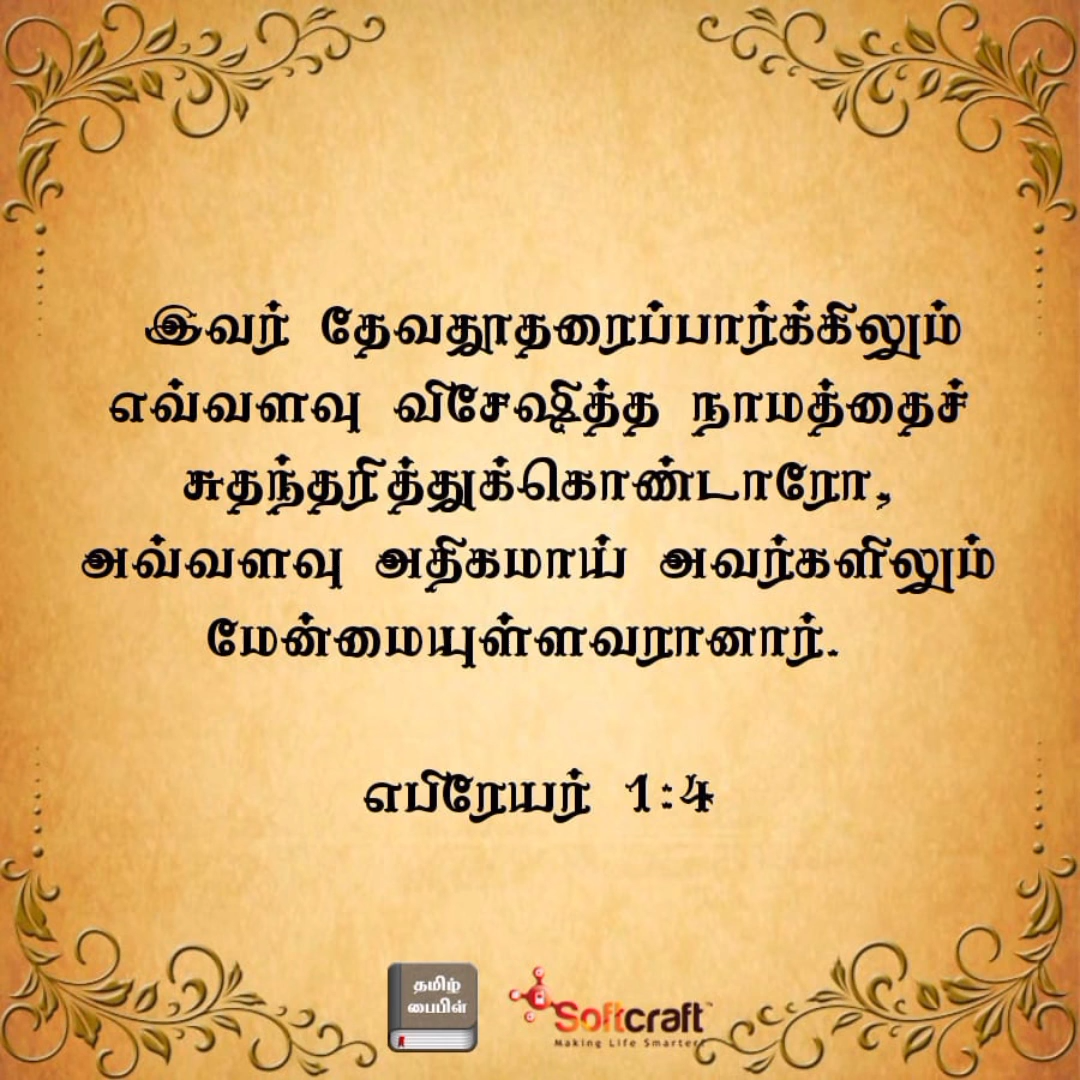 இவர் தேவதூதரைப்பார்க்கிலும்
எவ்வளவு விசேஷித்த நாமத்தைச்
சுதந்தரித்துக்கொண்டாரோ,
அவ்வளவு அதிகமாய் அவர்களிலும்
மேன்மையுள்ளவரானார்.
எபிரேயர் 1:4
தமிழ்
பைபிள்
Softcraft™
Making Life Smarter!